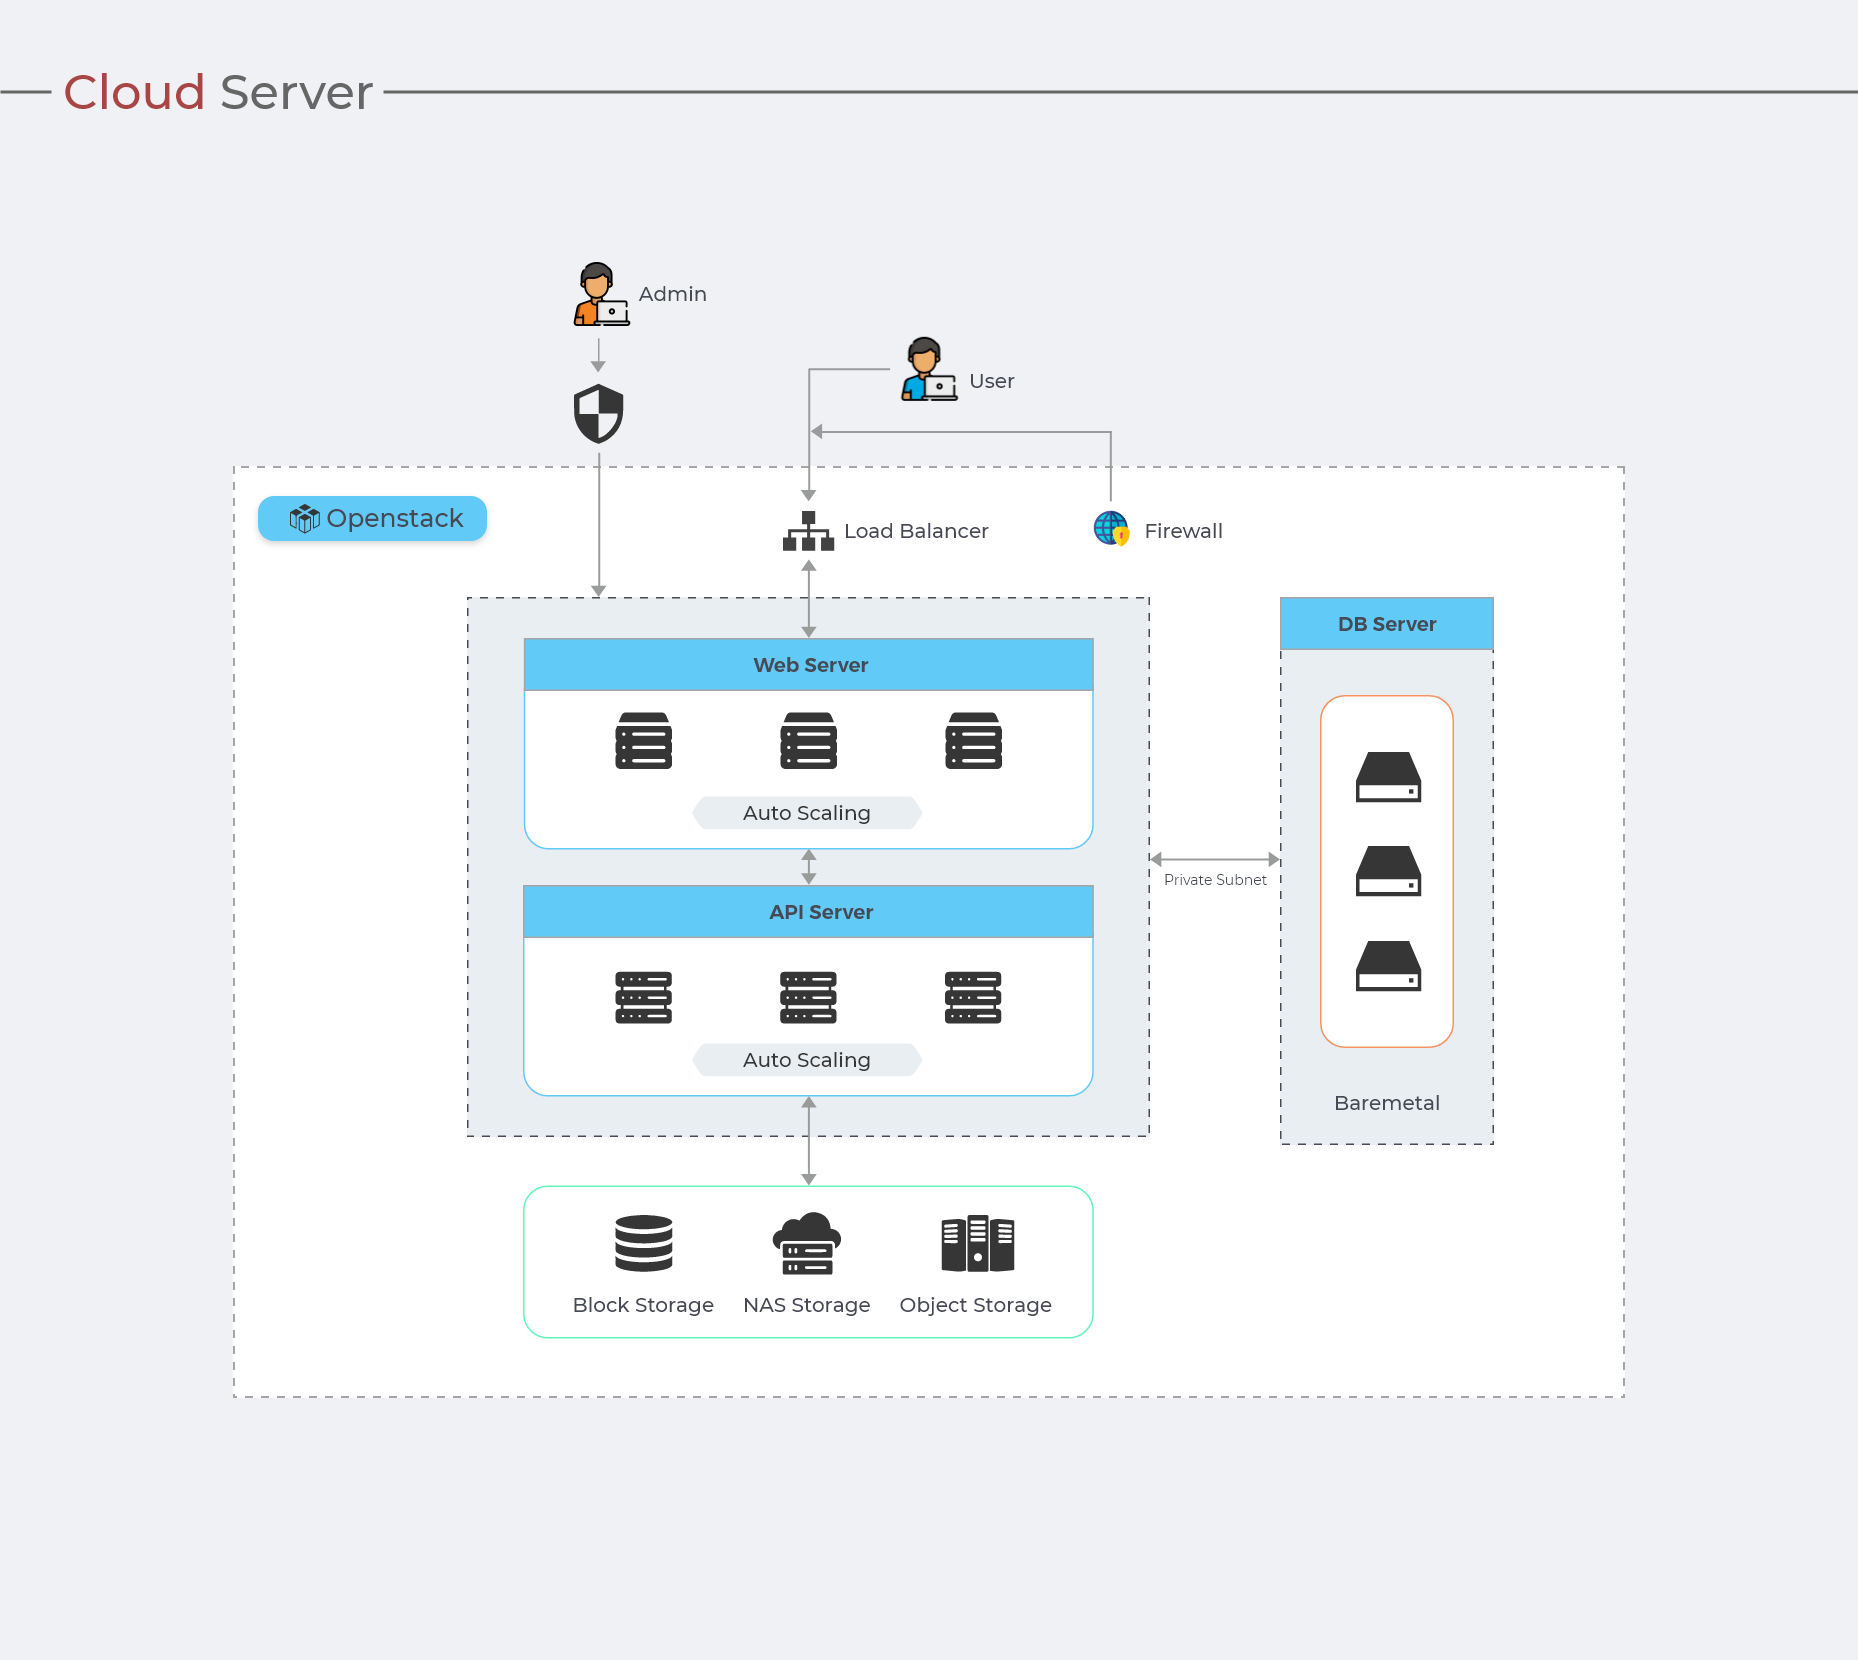 Cloud Server
Admin
User
Openstack
Load Balancer
Firewall
Web Server
DB Server
Auto Scaling
Private Subnet
API Server
Auto Scaling
Baremetal
Block Storage
NAS Storage
Object Storage